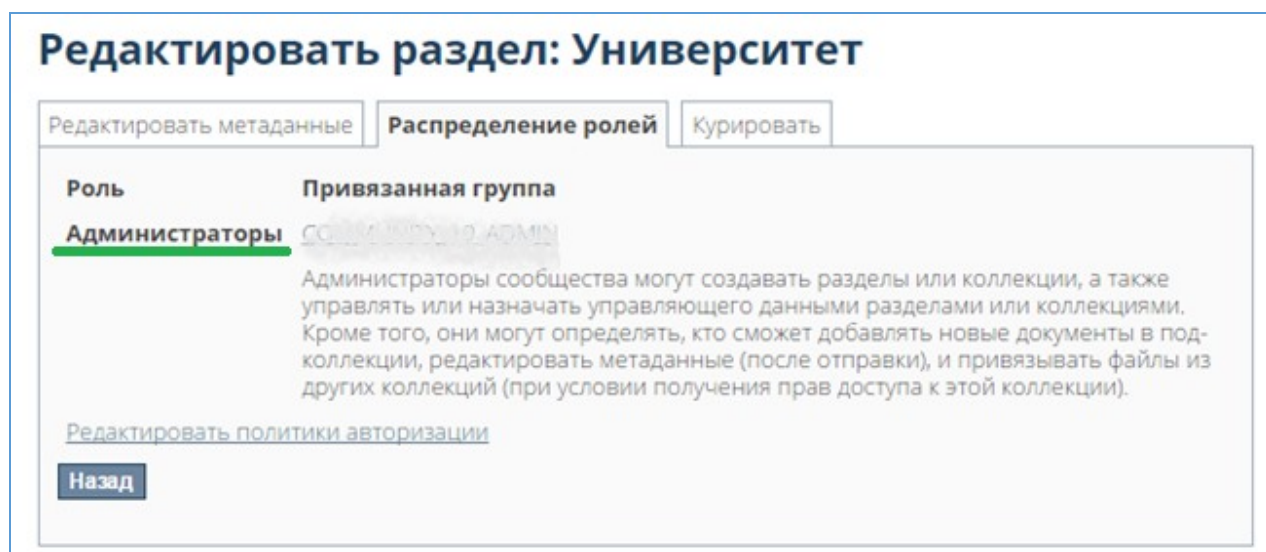 Редактировать раздел: Университет
Редактировать метаданные Распределение ролей Курировать
Роль Привязанная группа
Администраторы
Администраторы сообщества могут создавать разделы или коллекции, а также
управлять или назначать управляющего данными разделами или коллекциями.
Кроме того, они могут определять, кто сможет добавлять новые документы в под-
коллекции, редактировать метаданные (после отправки), и привязывать файлы из
других коллекций (при условии получения прав доступа к этой коллекции).
Редактировать политики авторизации
Назад